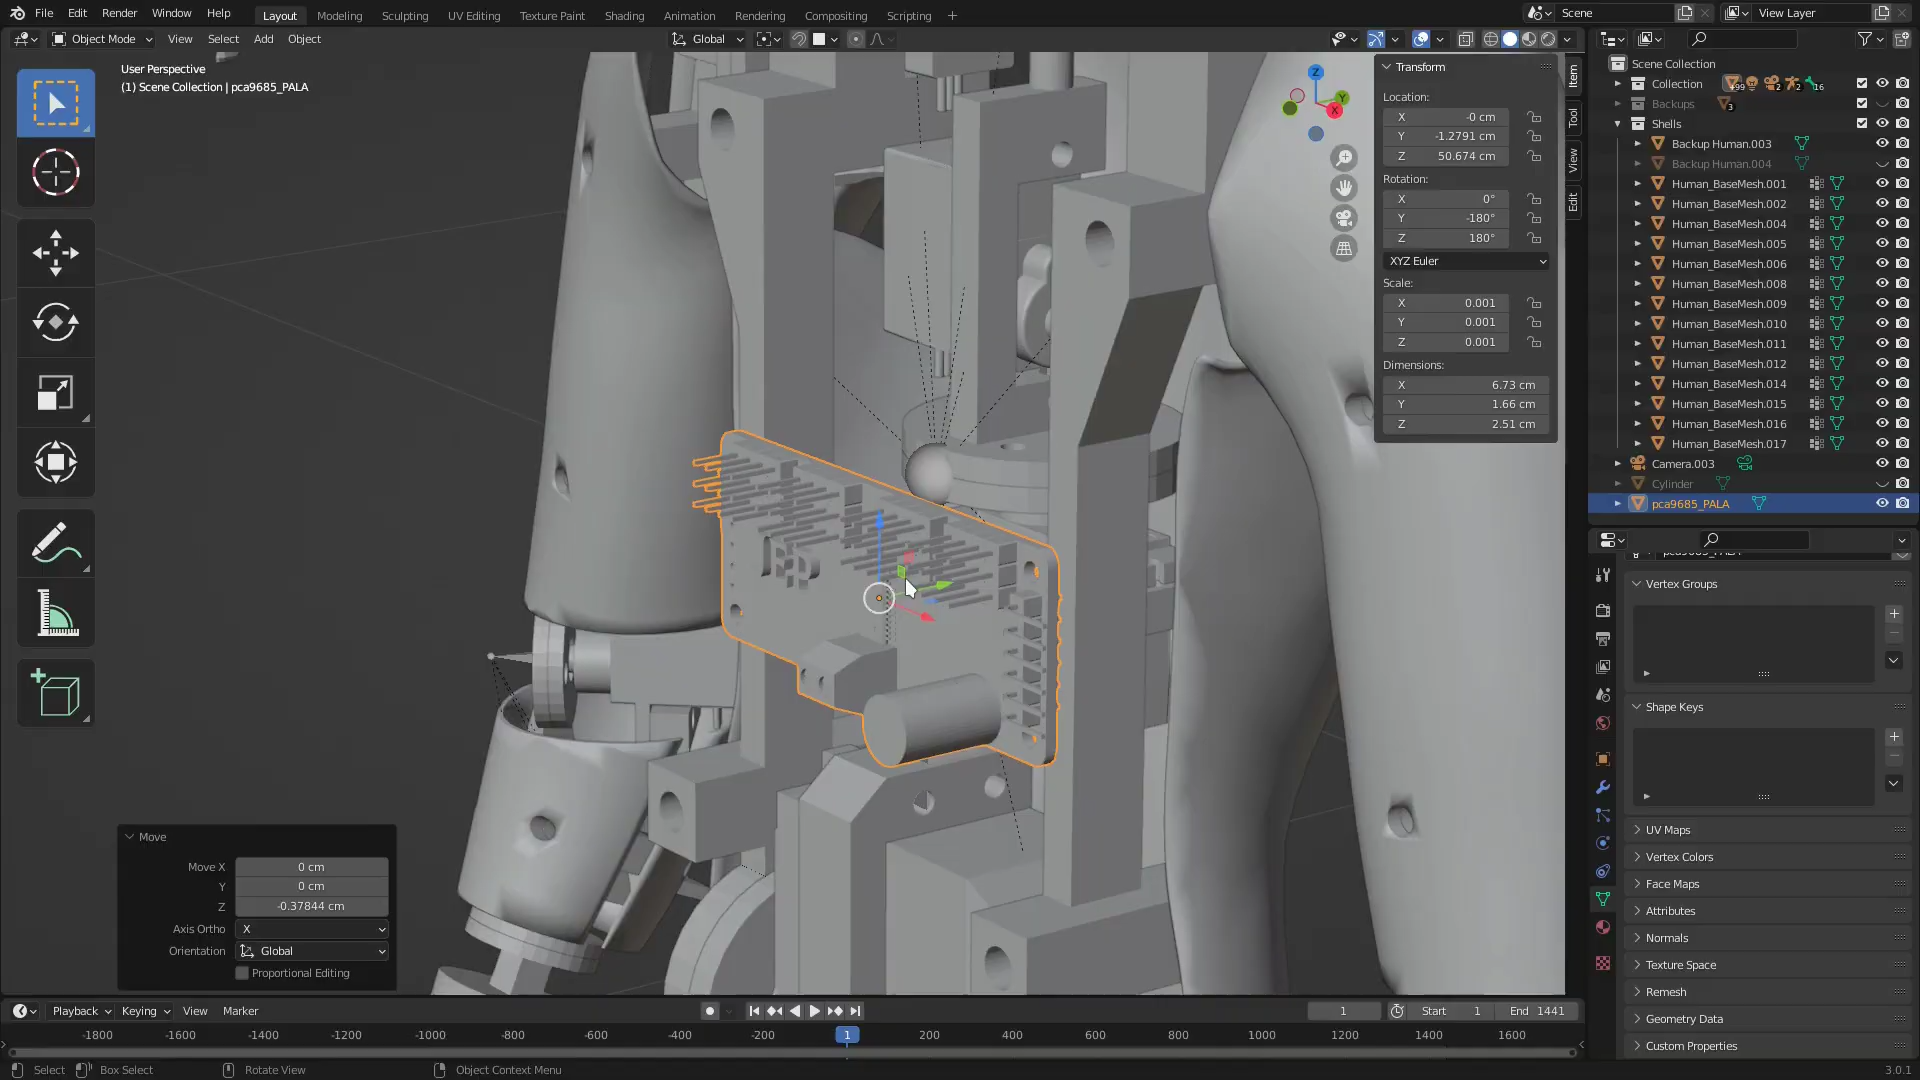 File Edit Render Window Help Layout Modeling Sculpting UV Editing Texture Paint Shading Animation Rendering Compositing Scripting + Scene View Layer
Object Mode View Select Add Object Global
User Perspective
(1) Scene Collection | pca9685_PALA
Z
Y
X
Transform
Location:
X -0 cm
Y -1.2791 cm
Z 50.674 cm
Rotation:
X 0°
Y -180°
Z 180°
XYZ Euler
Scale:
X 0.001
Y 0.001
Z 0.001
Dimensions:
X 6.73 cm
Y 1.66 cm
Z 2.51 cm
Item
Tool
View
Edit
Scene Collection
Collection +99 2 2 16
Backups 3
Shells
Backup Human.003
Backup Human.004
Human_BaseMesh.001
Human_BaseMesh.002
Human_BaseMesh.004
Human_BaseMesh.005
Human_BaseMesh.006
Human_BaseMesh.008
Human_BaseMesh.009
Human_BaseMesh.010
Human_BaseMesh.011
Human_BaseMesh.012
Human_BaseMesh.014
Human_BaseMesh.015
Human_BaseMesh.016
Human_BaseMesh.017
Camera.003
Cylinder
pca9685_PALA
Vertex Groups
Shape Keys
UV Maps
Vertex Colors
Face Maps
Attributes
Normals
Texture Space
Remesh
Geometry Data
Custom Properties
Move
Move X 0 cm
Y 0 cm
Z -0.37844 cm
Axis Ortho X
Orientation Global
Proportional Editing
Playback Keying View Marker 1 Start 1 End 1441
-1800 -1600 -1400 -1200 -1000 -800 -600 -400 -200 1 200 400 600 800 1000 1200 1400 1600
Select Box Select Rotate View Object Context Menu 3.0.1